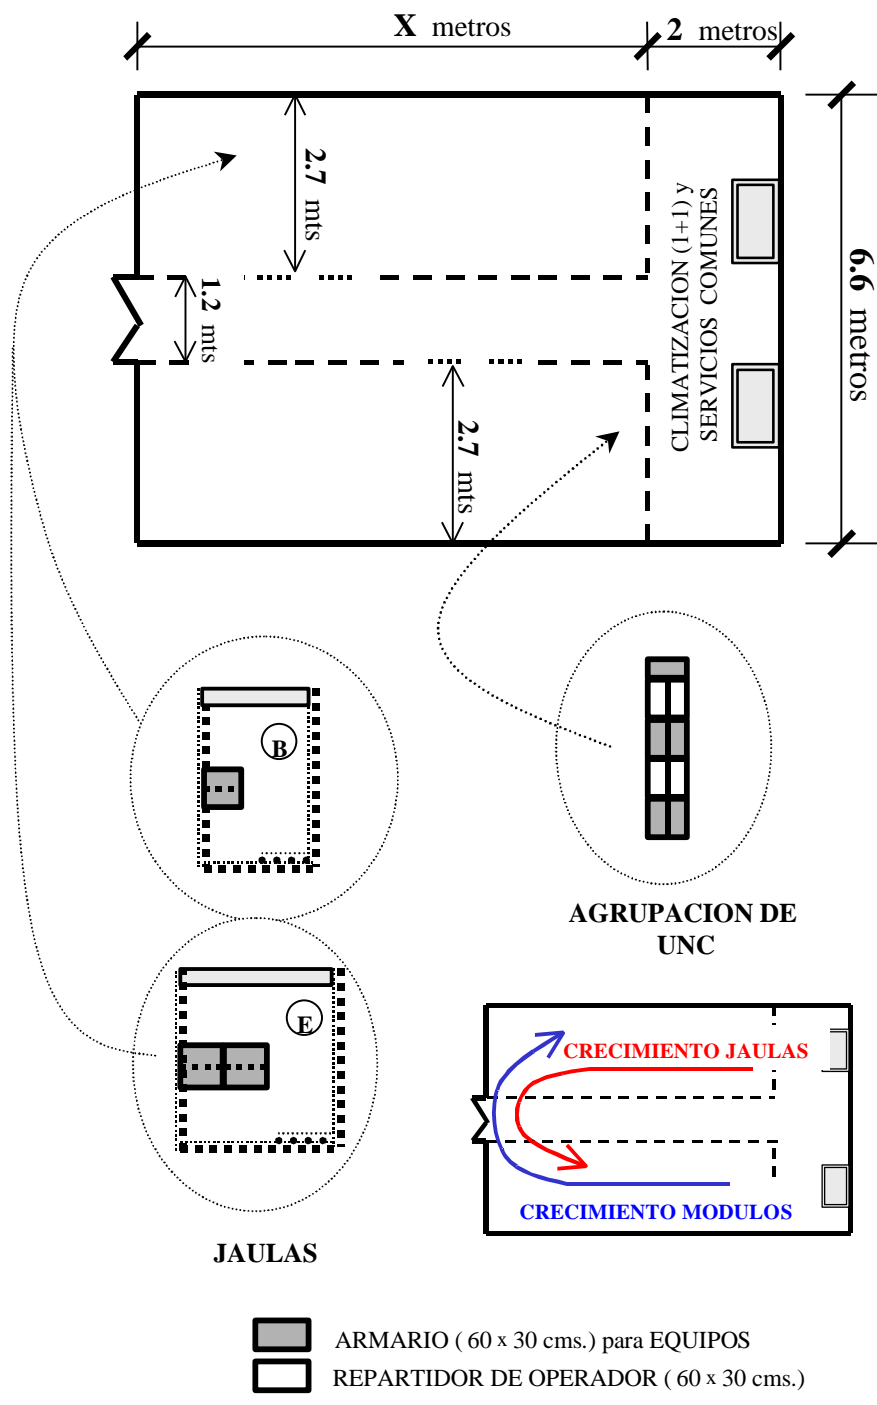 X metros
2 metros
2.7 mts
1.2 mts
2.7 mts
CLIMATIZACION (1+1) y
SERVICIOS COMUNES
6.6 metros
B
E
AGRUPACION DE
UNC
CRECIMIENTO JAULAS
CRECIMIENTO MODULOS
JAULAS
ARMARIO ( 60 x 30 cms.) para EQUIPOS
REPARTIDOR DE OPERADOR ( 60 x 30 cms.)